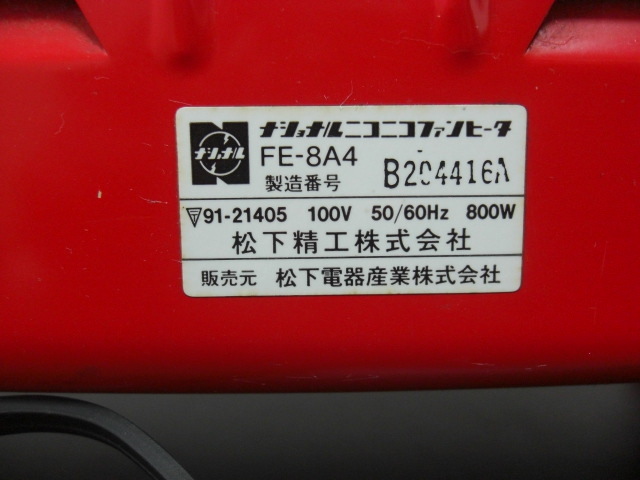 ナショナル ナショナルニコニコファンヒータ
FE-8A4
製造番号 B204416A
▽91-21405 100V 50/60Hz 800W
松下精工株式会社
販売元 松下電器産業株式会社